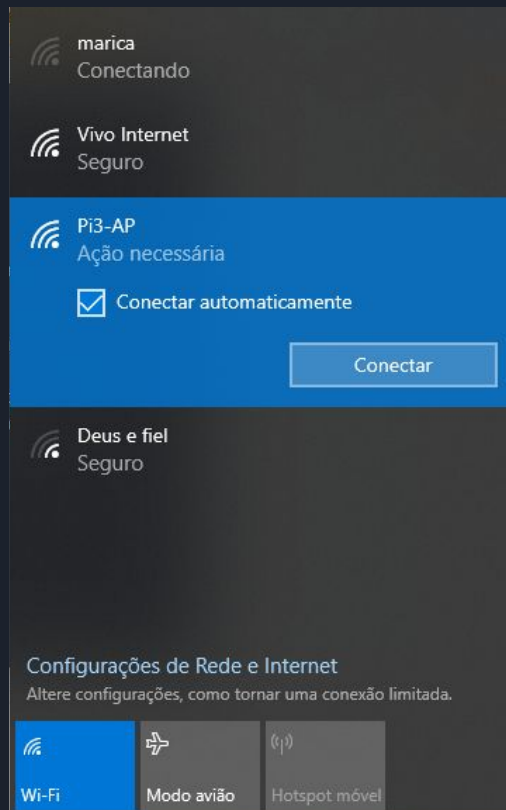 marica
Conectando
Vivo Internet
Seguro
Pi3-AP
Ação necessária
Conectar automaticamente
Conectar
Deus e fiel
Seguro
Configurações de Rede e Internet
Altere configurações, como tornar uma conexão limitada.
Wi-Fi
Modo avião
Hotspot móvel